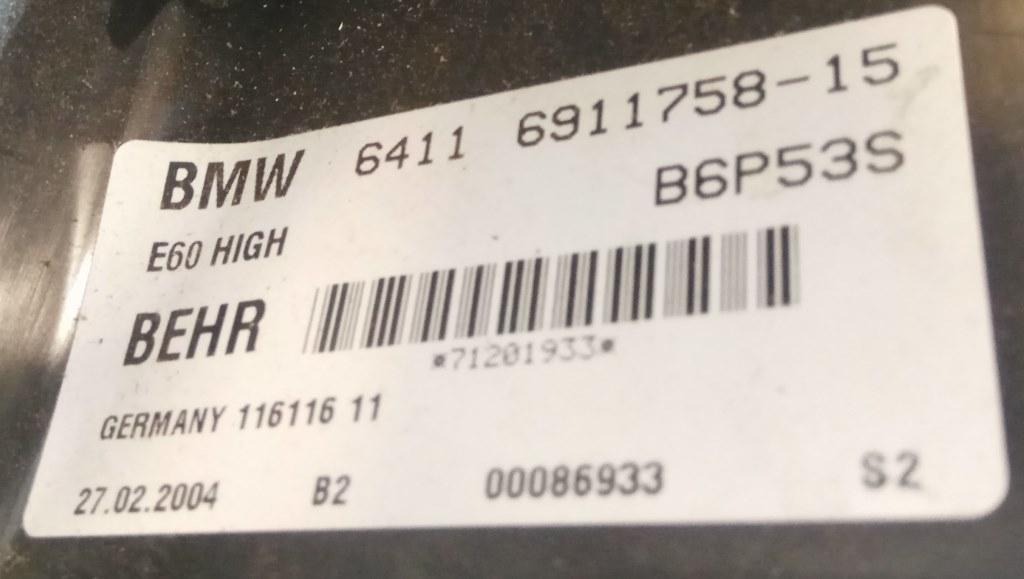 BMW 6411 6911758-15
B6P53S
E60 HIGH
BEHR
*71201933*
GERMANY 116116 11
27.02.2004 B2 00086933 S2